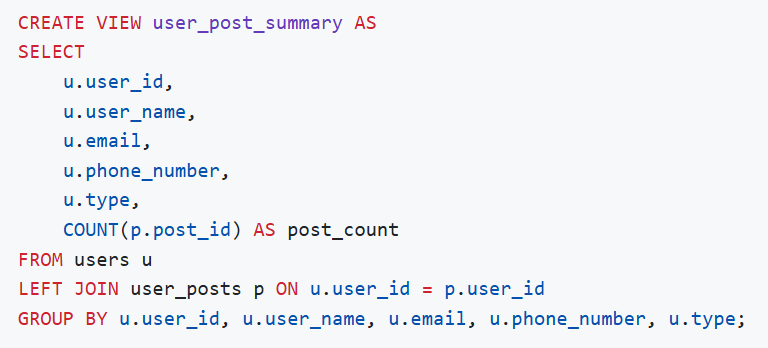 CREATE VIEW user_post_summary AS
SELECT
    u.user_id,
    u.user_name,
    u.email,
    u.phone_number,
    u.type,
    COUNT(p.post_id) AS post_count
FROM users u
LEFT JOIN user_posts p ON u.user_id = p.user_id
GROUP BY u.user_id, u.user_name, u.email, u.phone_number, u.type;